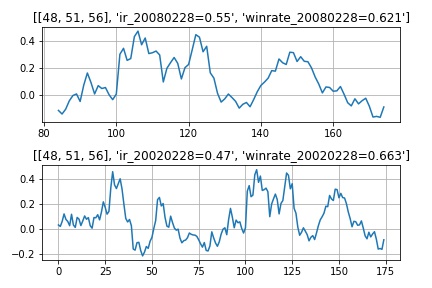 [[48, 51, 56], 'ir_20080228=0.55', 'winrate_20080228=0.621']
0.4
0.2
0.0
80 100 120 140 160
[[48, 51, 56], 'ir_20020228=0.47', 'winrate_20020228=0.663']
0.4
0.2
0.0
−0.2
0 25 50 75 100 125 150 175